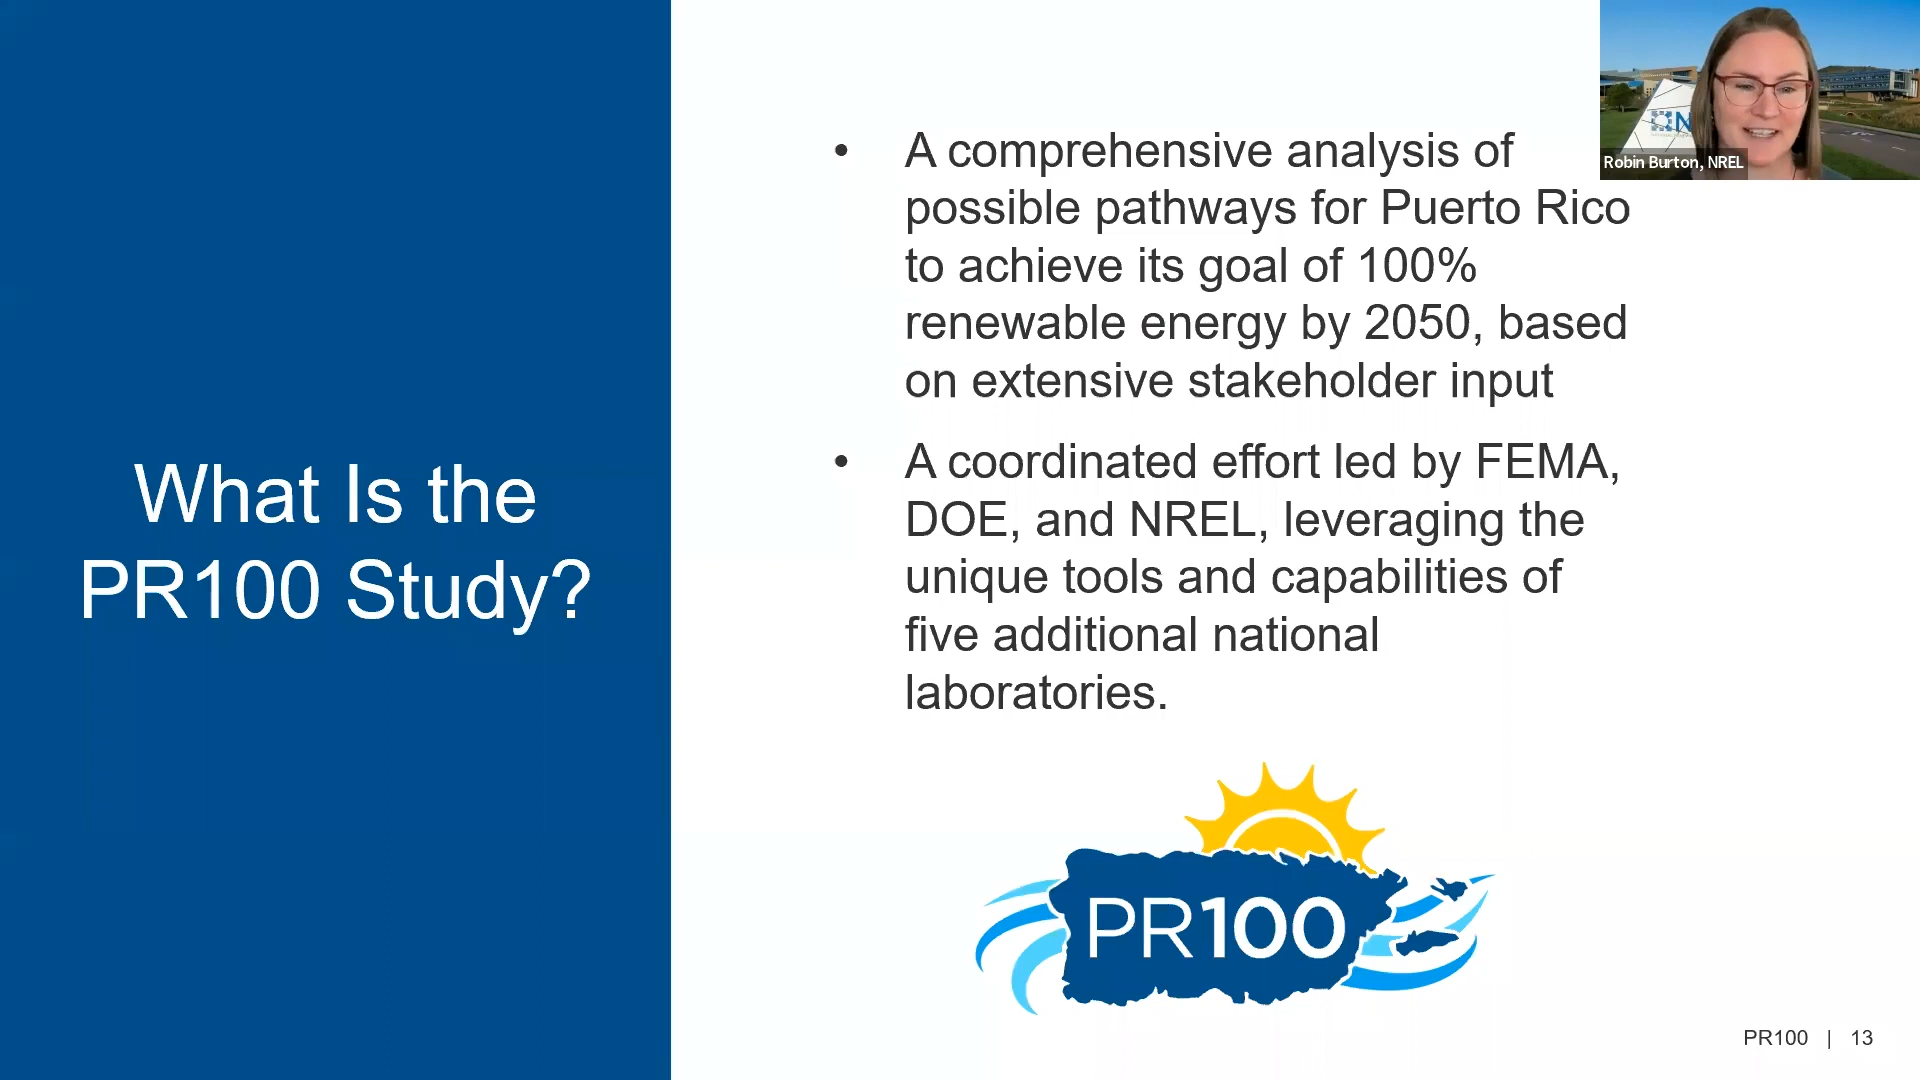 What Is the
PR100 Study?
• A comprehensive analysis of
possible pathways for Puerto Rico
to achieve its goal of 100%
renewable energy by 2050, based
on extensive stakeholder input
• A coordinated effort led by FEMA,
DOE, and NREL, leveraging the
unique tools and capabilities of
five additional national
laboratories.
PR100
Robin Burton, NREL
PR100 | 13